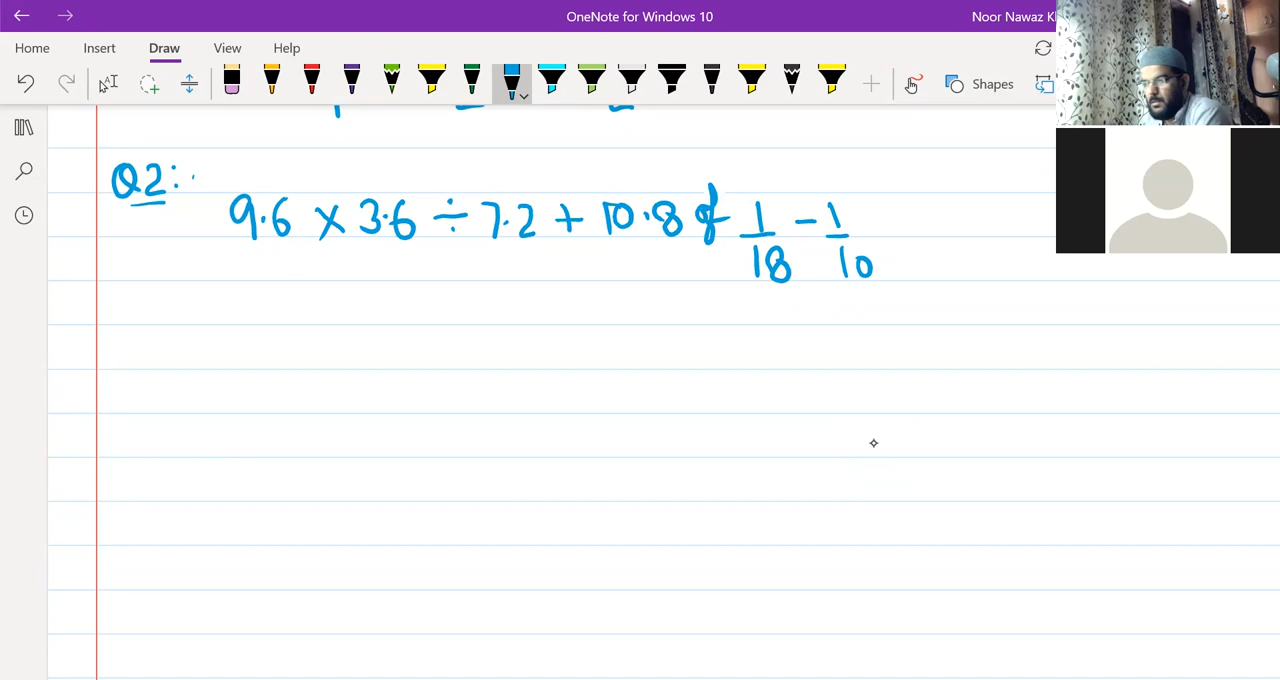 OneNote for Windows 10
Noor Nawaz Kh
Home Insert Draw View Help
Shapes
Q2:
9.6 × 3.6 ÷ 7.2 + 10.8 of 1/18 - 1/10